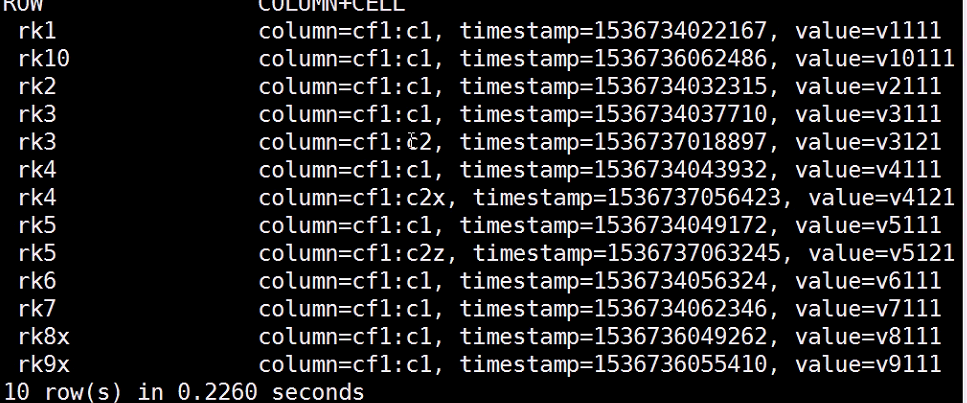 ROW COLUMN+CELL
rk1 column=cf1:c1, timestamp=1536734022167, value=v1111
rk10 column=cf1:c1, timestamp=1536736062486, value=v10111
rk2 column=cf1:c1, timestamp=1536734032315, value=v2111
rk3 column=cf1:c1, timestamp=1536734037710, value=v3111
rk3 column=cf1:c2, timestamp=1536737018897, value=v3121
rk4 column=cf1:c1, timestamp=1536734043932, value=v4111
rk4 column=cf1:c2x, timestamp=1536737056423, value=v4121
rk5 column=cf1:c1, timestamp=1536734049172, value=v5111
rk5 column=cf1:c2z, timestamp=1536737063245, value=v5121
rk6 column=cf1:c1, timestamp=1536734056324, value=v6111
rk7 column=cf1:c1, timestamp=1536734062346, value=v7111
rk8x column=cf1:c1, timestamp=1536736049262, value=v8111
rk9x column=cf1:c1, timestamp=1536736055410, value=v9111
10 row(s) in 0.2260 seconds